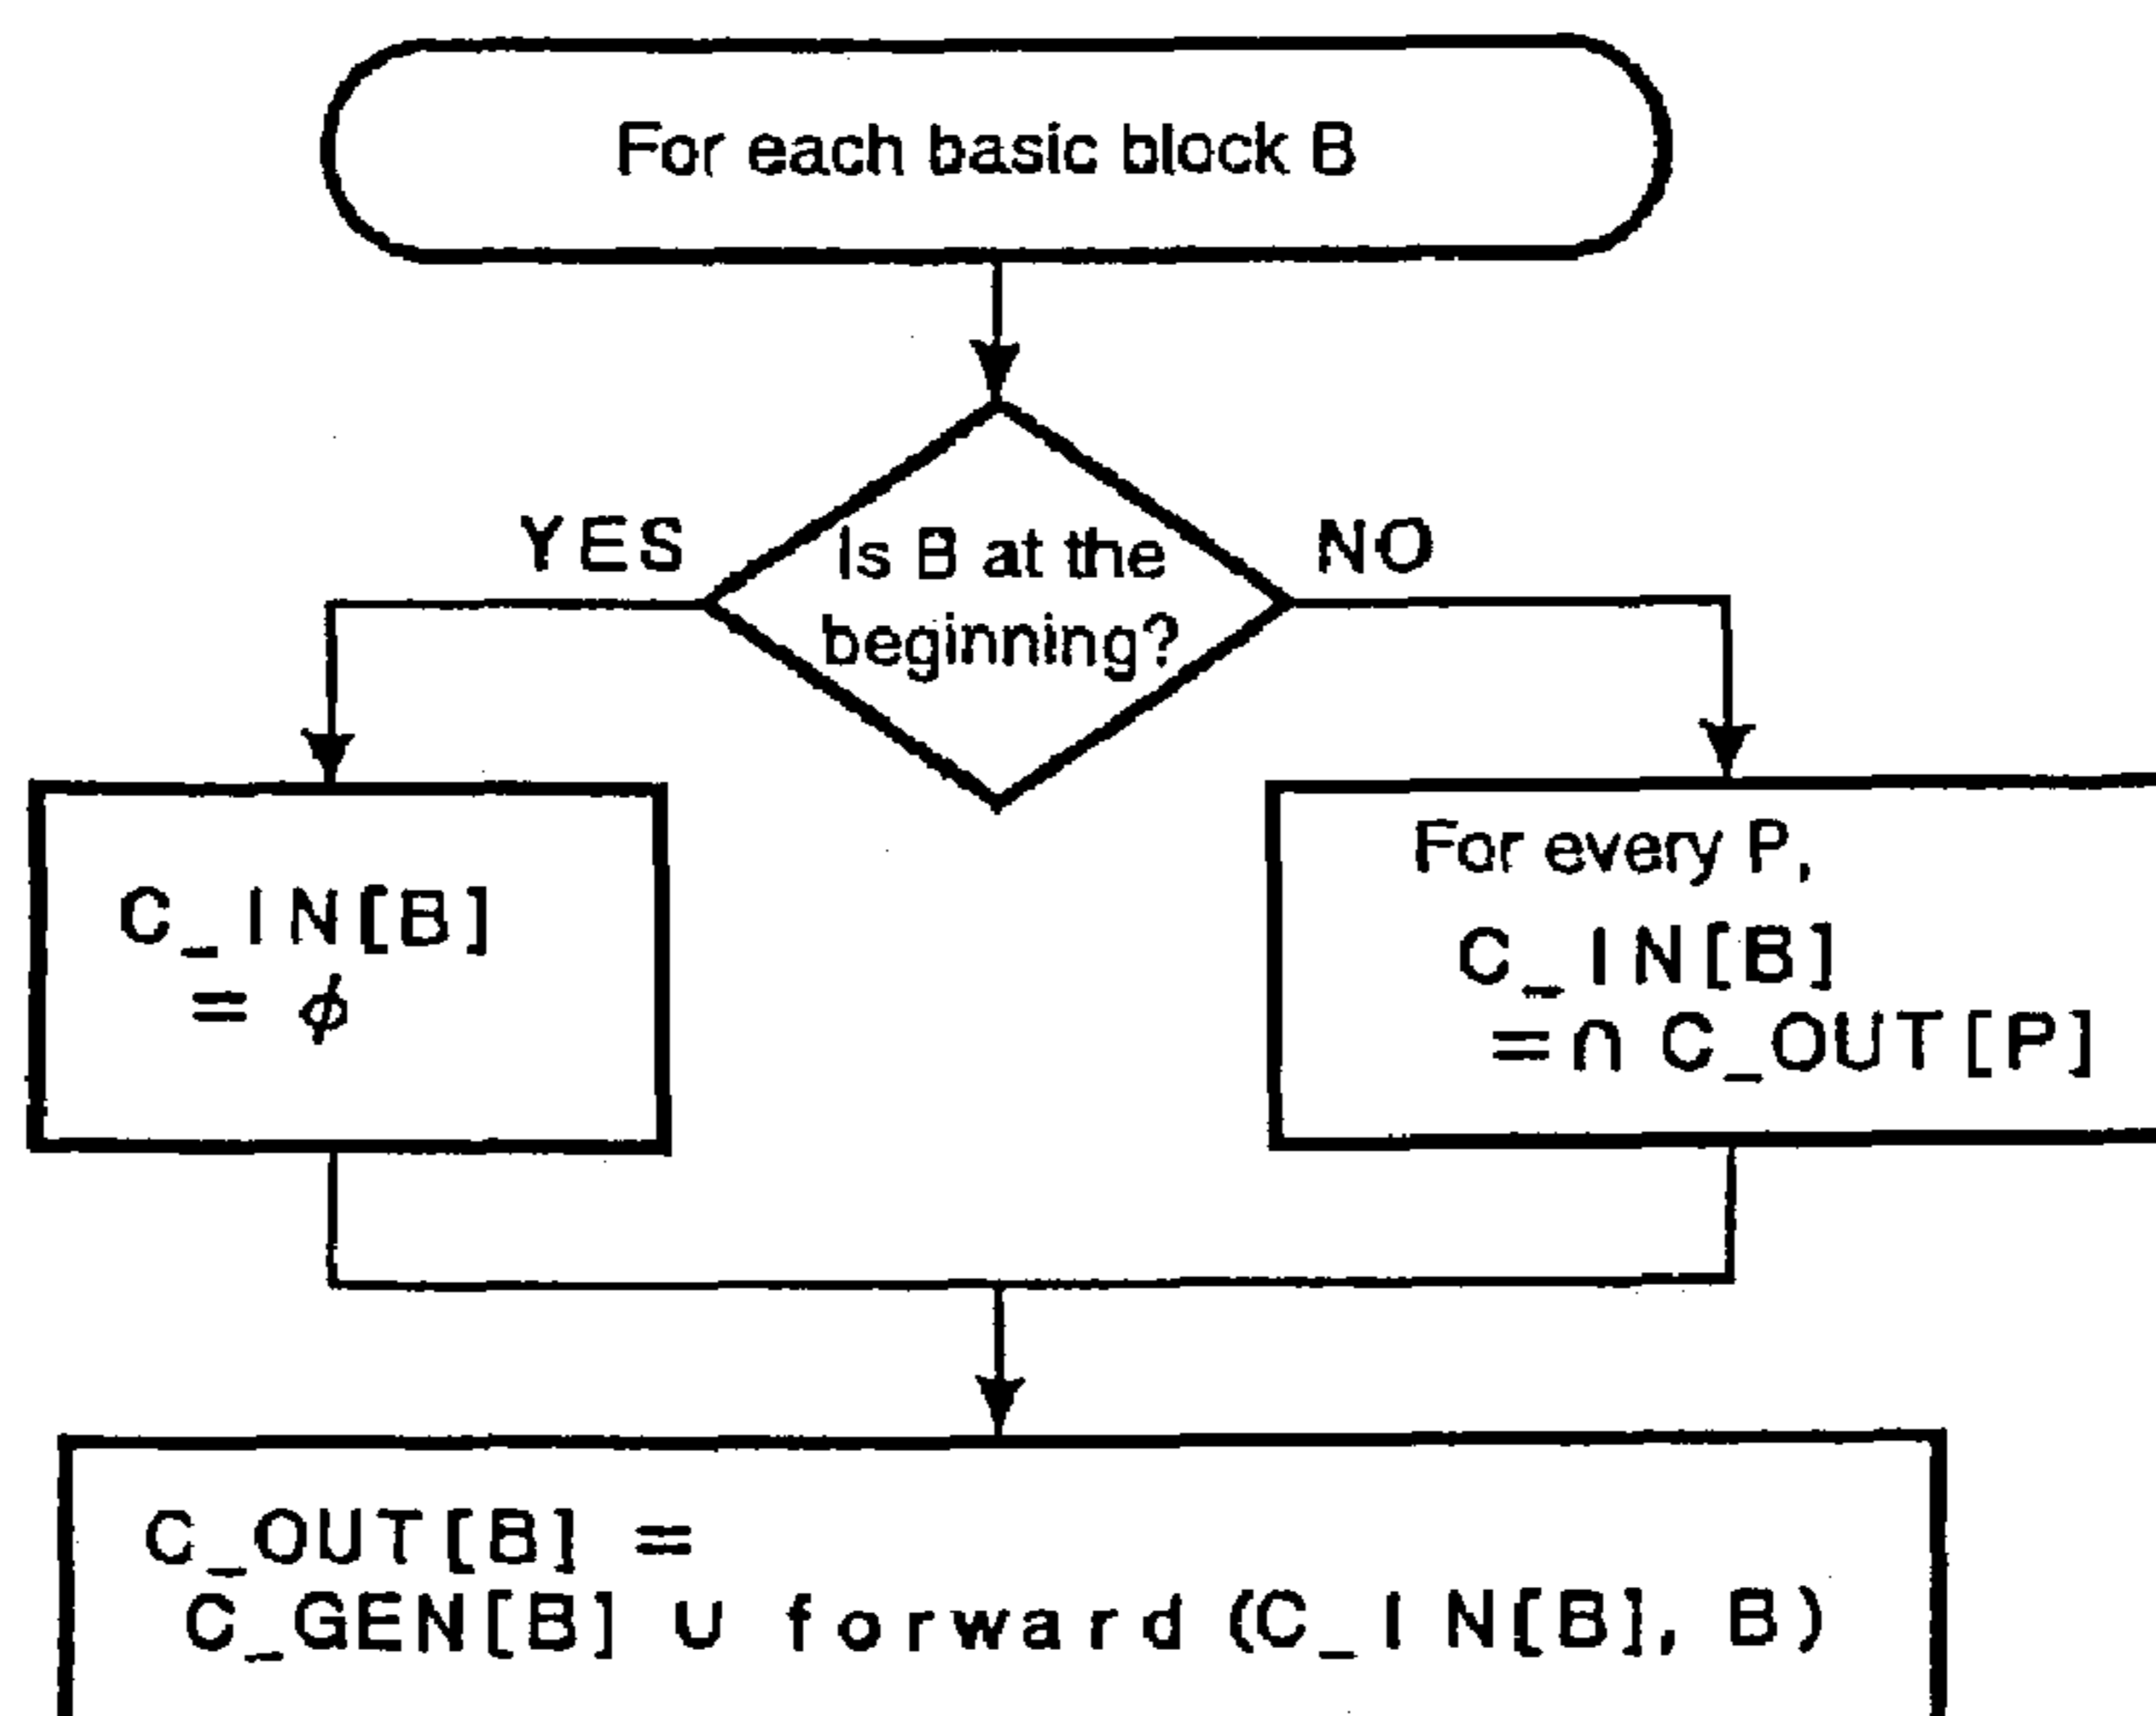 For each basic block B
YES
Is B at the
beginning?
NO
C_IN[B]
= ϕ
For every P,
C_IN[B]
=∩ C_OUT[P]
C_OUT[B] =
C_GEN[B] ∪ forward (C_IN[B], B)